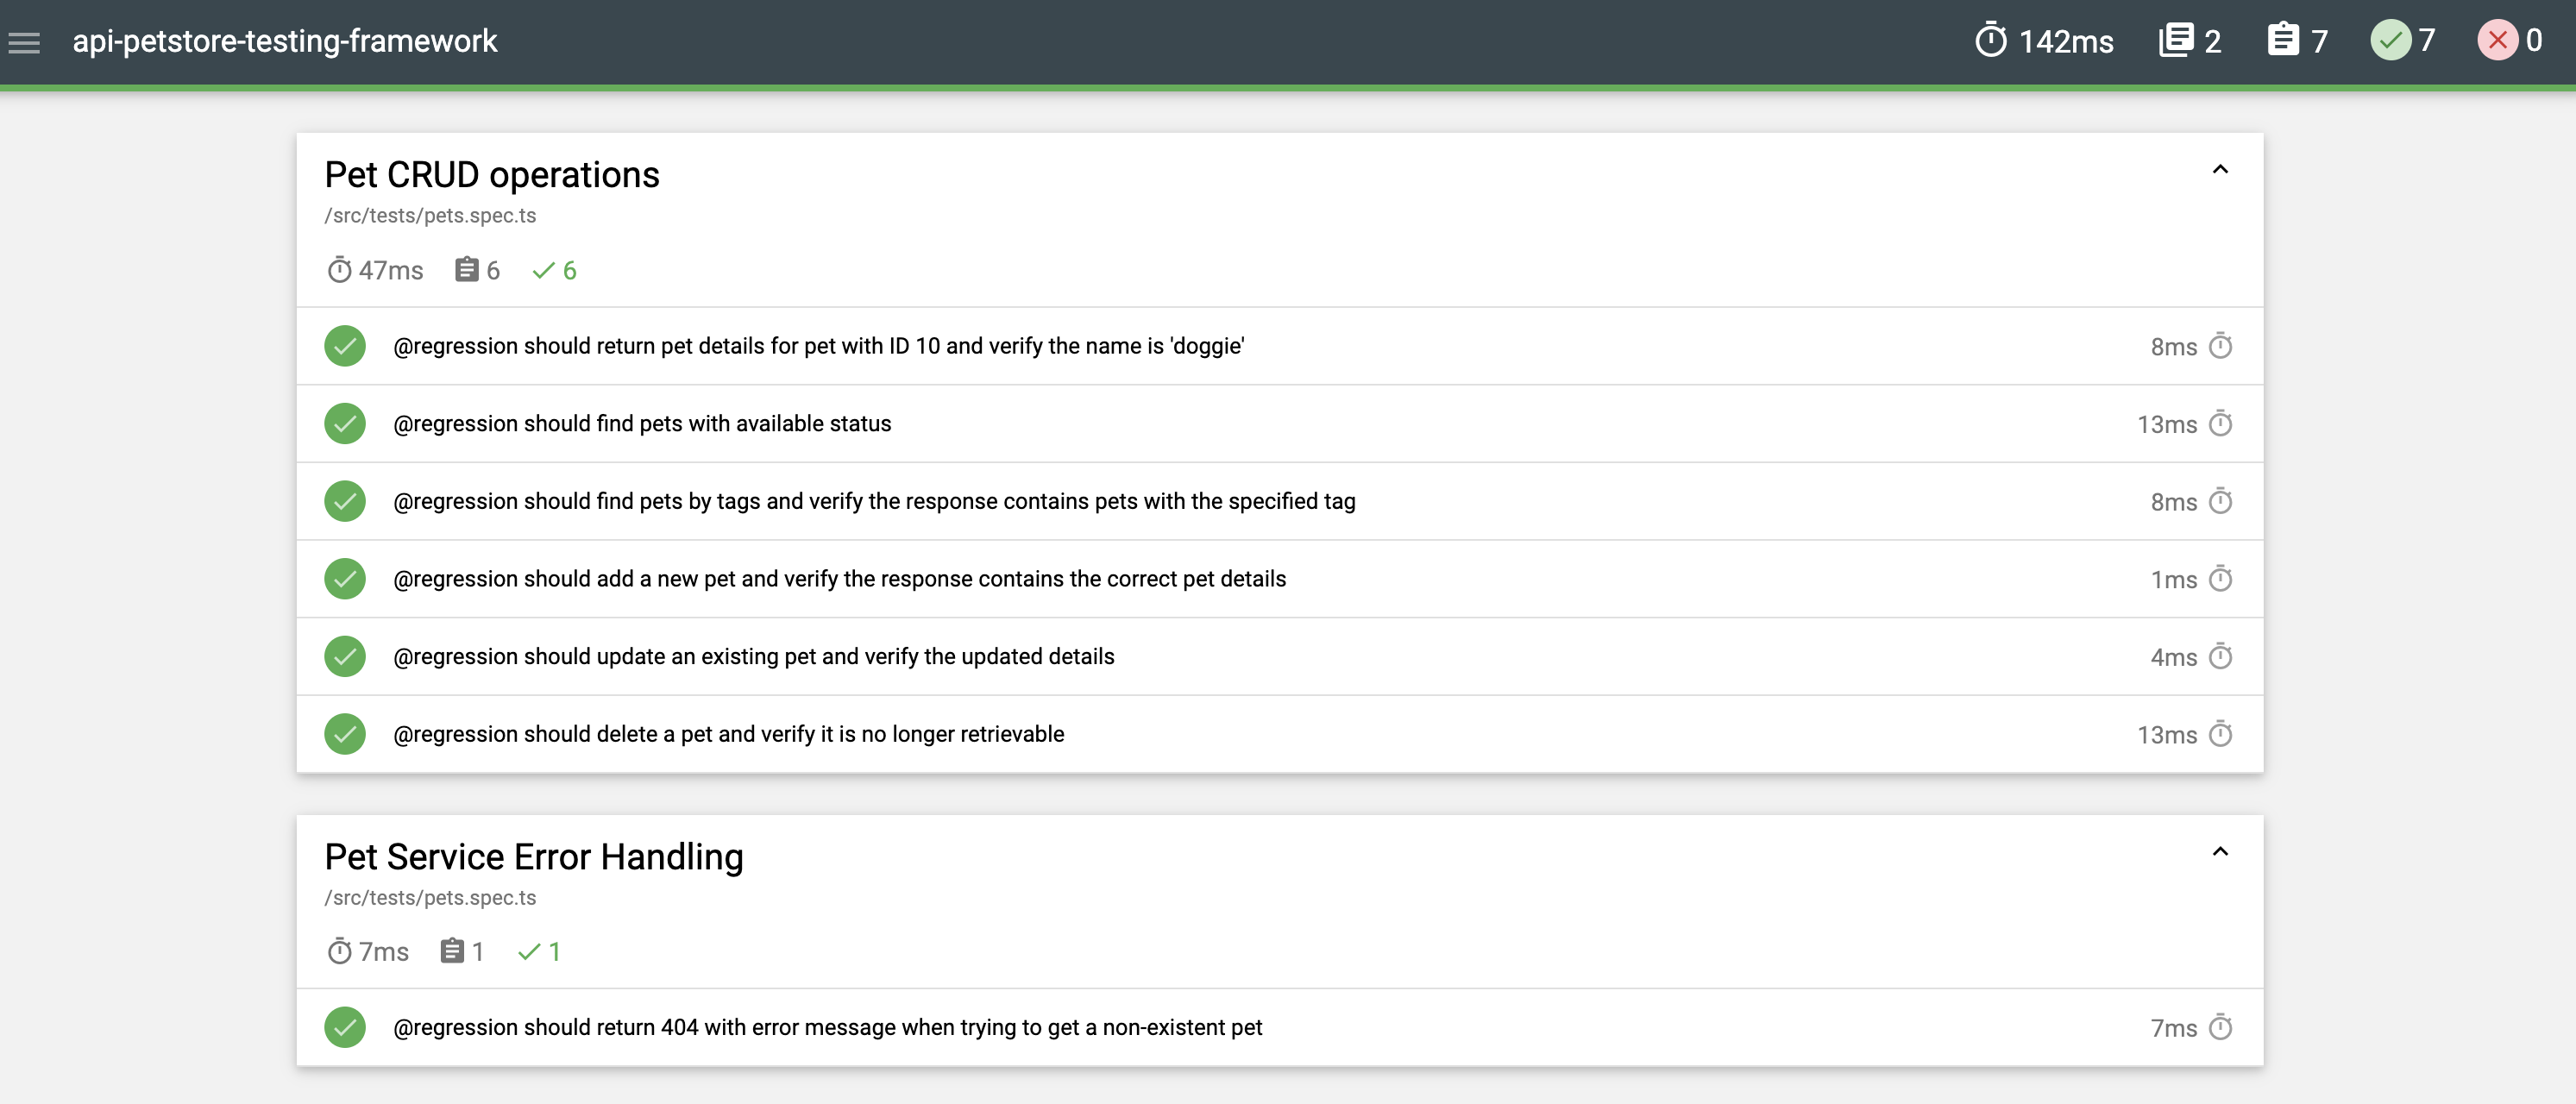 api-petstore-testing-framework 142ms 2 7 7 0
Pet CRUD operations
/src/tests/pets.spec.ts
47ms 6 6
@regression should return pet details for pet with ID 10 and verify the name is 'doggie' 8ms
@regression should find pets with available status 13ms
@regression should find pets by tags and verify the response contains pets with the specified tag 8ms
@regression should add a new pet and verify the response contains the correct pet details 1ms
@regression should update an existing pet and verify the updated details 4ms
@regression should delete a pet and verify it is no longer retrievable 13ms
Pet Service Error Handling
/src/tests/pets.spec.ts
7ms 1 1
@regression should return 404 with error message when trying to get a non-existent pet 7ms